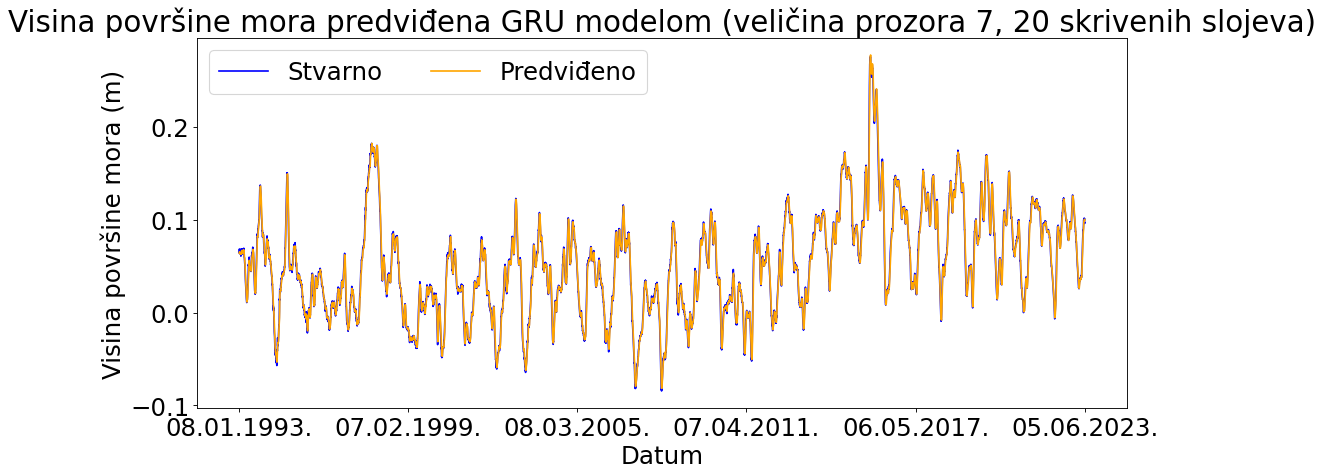 Visina površine mora predviđena GRU modelom (veličina prozora 7, 20 skrivenih slojeva)
Stvarno
Predviđeno
Visina površine mora (m)
0.2
0.1
0.0
−0.1
08.01.1993.
07.02.1999.
08.03.2005.
07.04.2011.
06.05.2017.
05.06.2023.
Datum